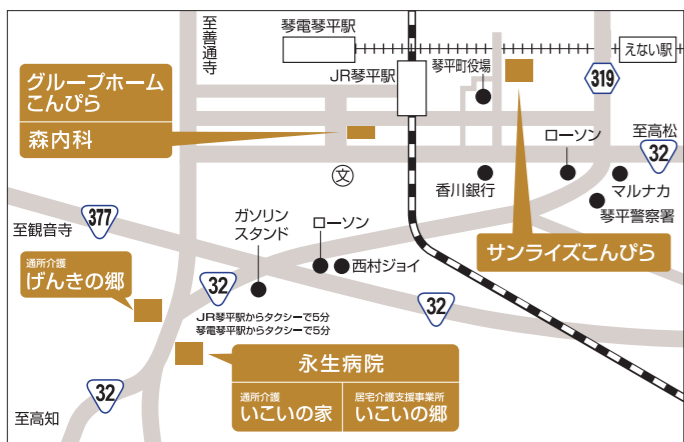 至善通寺
琴電琴平駅
えない駅
JR琴平駅
琴平町役場
319
グループホーム
こんぴら
森内科
ローソン
至高松
32
文
香川銀行
マルナカ
琴平警察署
377
至観音寺
ガソリン
スタンド
ローソン
西村ジョイ
サンライズこんぴら
通所介護
げんきの郷
32
32
JR琴平駅からタクシーで5分
琴電琴平駅からタクシーで5分
永生病院
通所介護
いこいの家
居宅介護支援事業所
いこいの郷
32
至高知